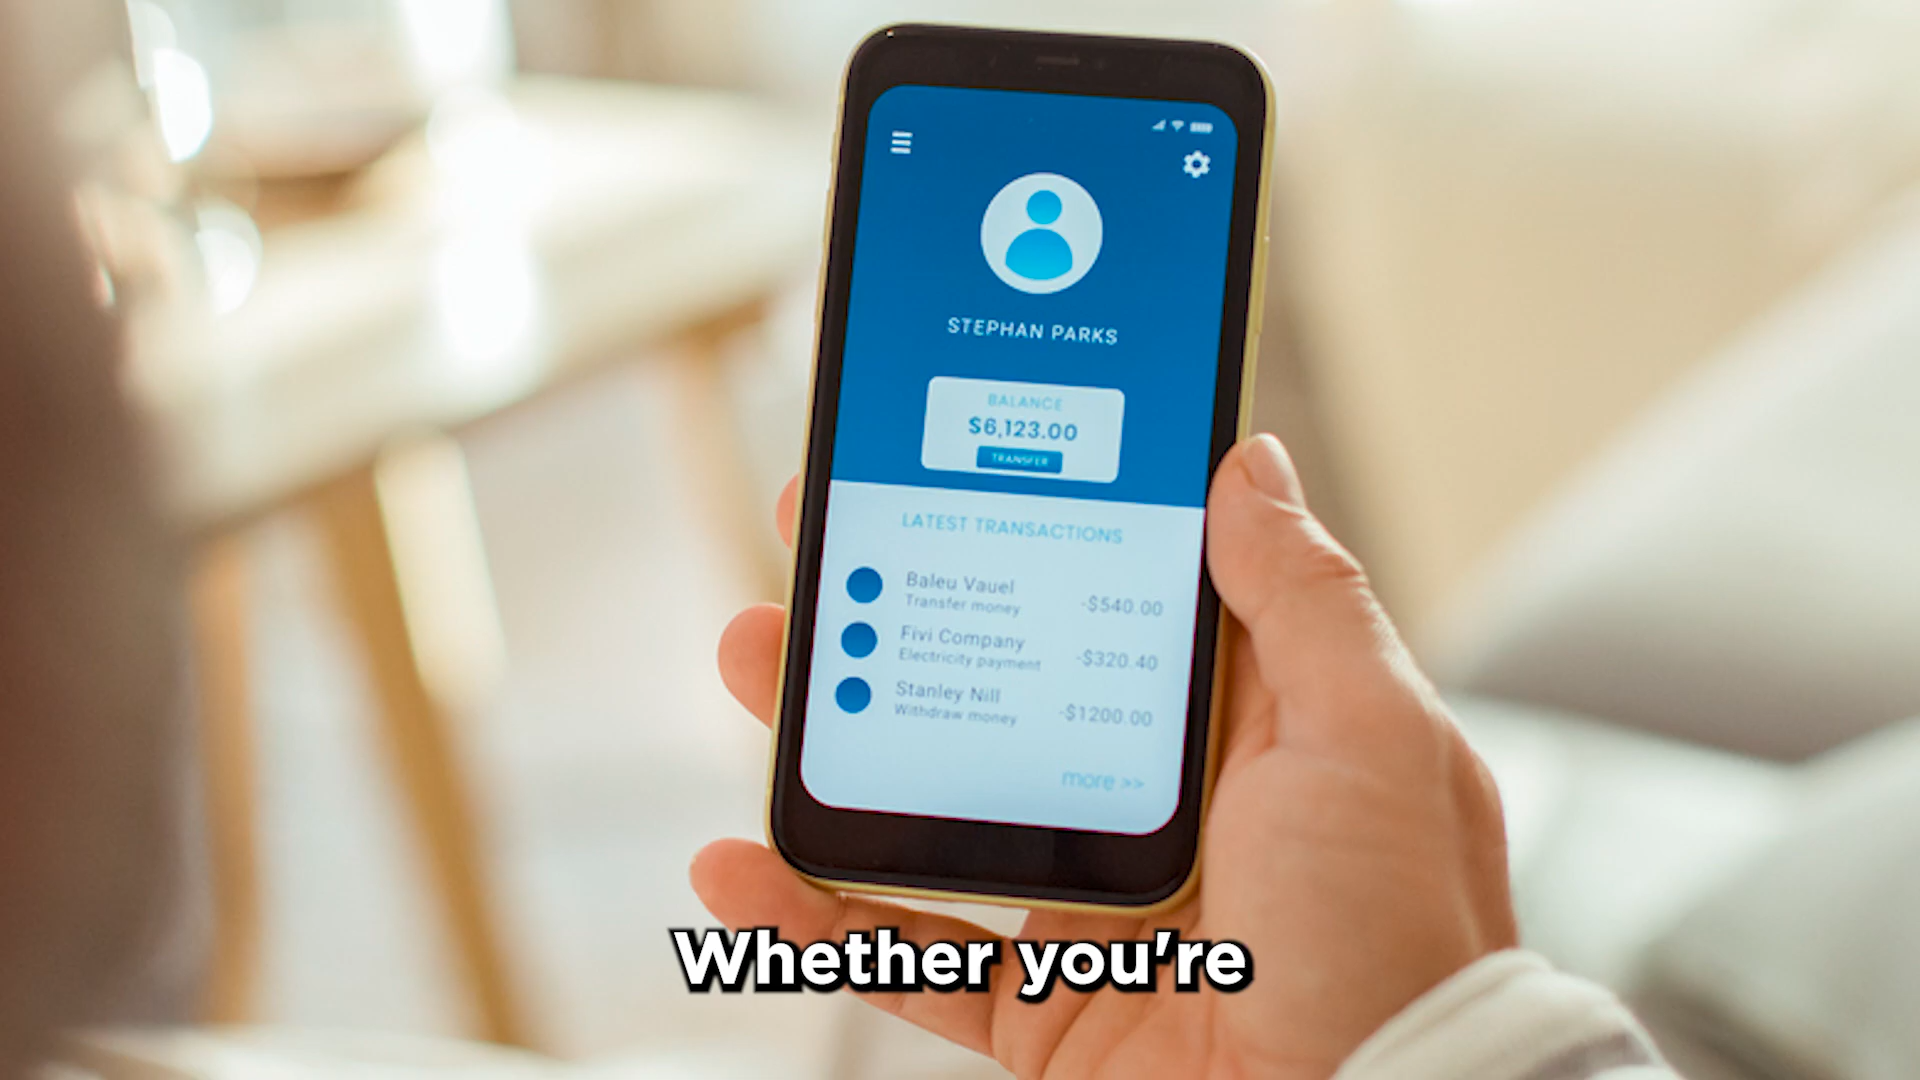 STEPHAN PARKS
BALANCE
$6,123.00
TRANSFER
LATEST TRANSACTIONS
Baleu Vauel
Transfer money
-$540.00
Fivi Company
Electricity payment
-$320.40
Stanley Nill
Withdraw money
-$1200.00
more >>
Whether you're